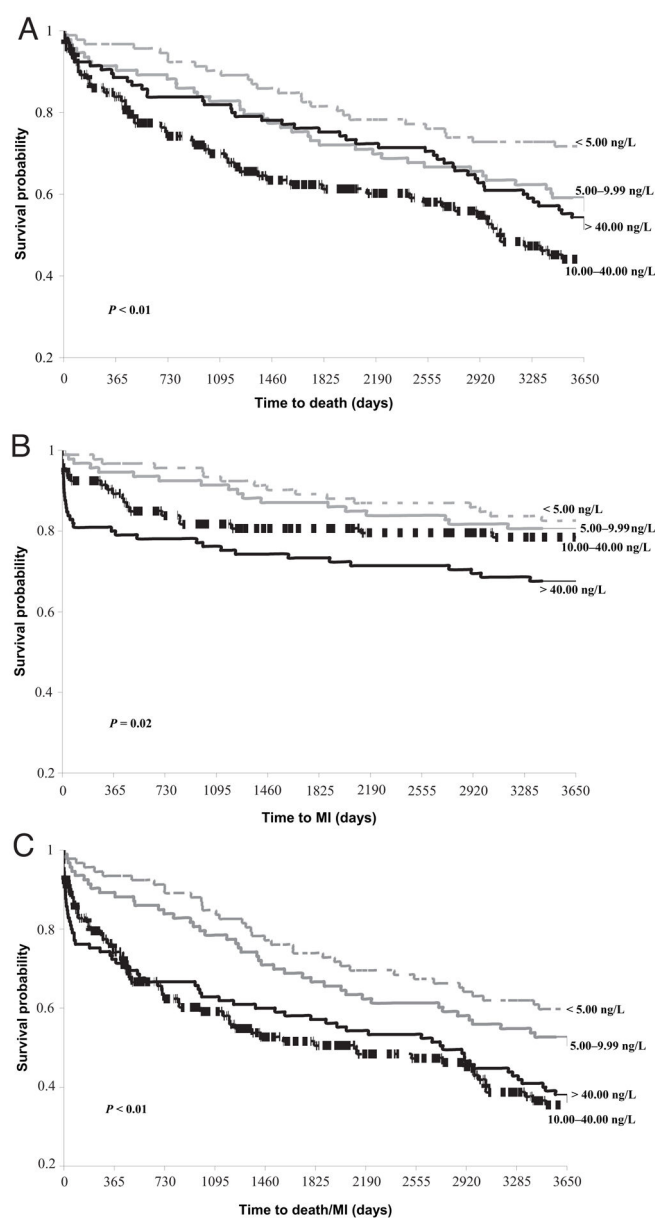 A
1
0.8
0.6
0.4
0.2
Survival probability
< 5.00 ng/L
5.00–9.99 ng/L
> 40.00 ng/L
10.00–40.00 ng/L
P < 0.01
0 365 730 1095 1460 1825 2190 2555 2920 3285 3650
Time to death (days)
B
1
0.8
0.6
0.4
0.2
Survival probability
< 5.00 ng/L
5.00–9.99 ng/L
10.00–40.00 ng/L
> 40.00 ng/L
P = 0.02
0 365 730 1095 1460 1825 2190 2555 2920 3285 3650
Time to MI (days)
C
1
0.8
0.6
0.4
0.2
Survival probability
< 5.00 ng/L
5.00–9.99 ng/L
> 40.00 ng/L
10.00–40.00 ng/L
P < 0.01
0 365 730 1095 1460 1825 2190 2555 2920 3285 3650
Time to death/MI (days)